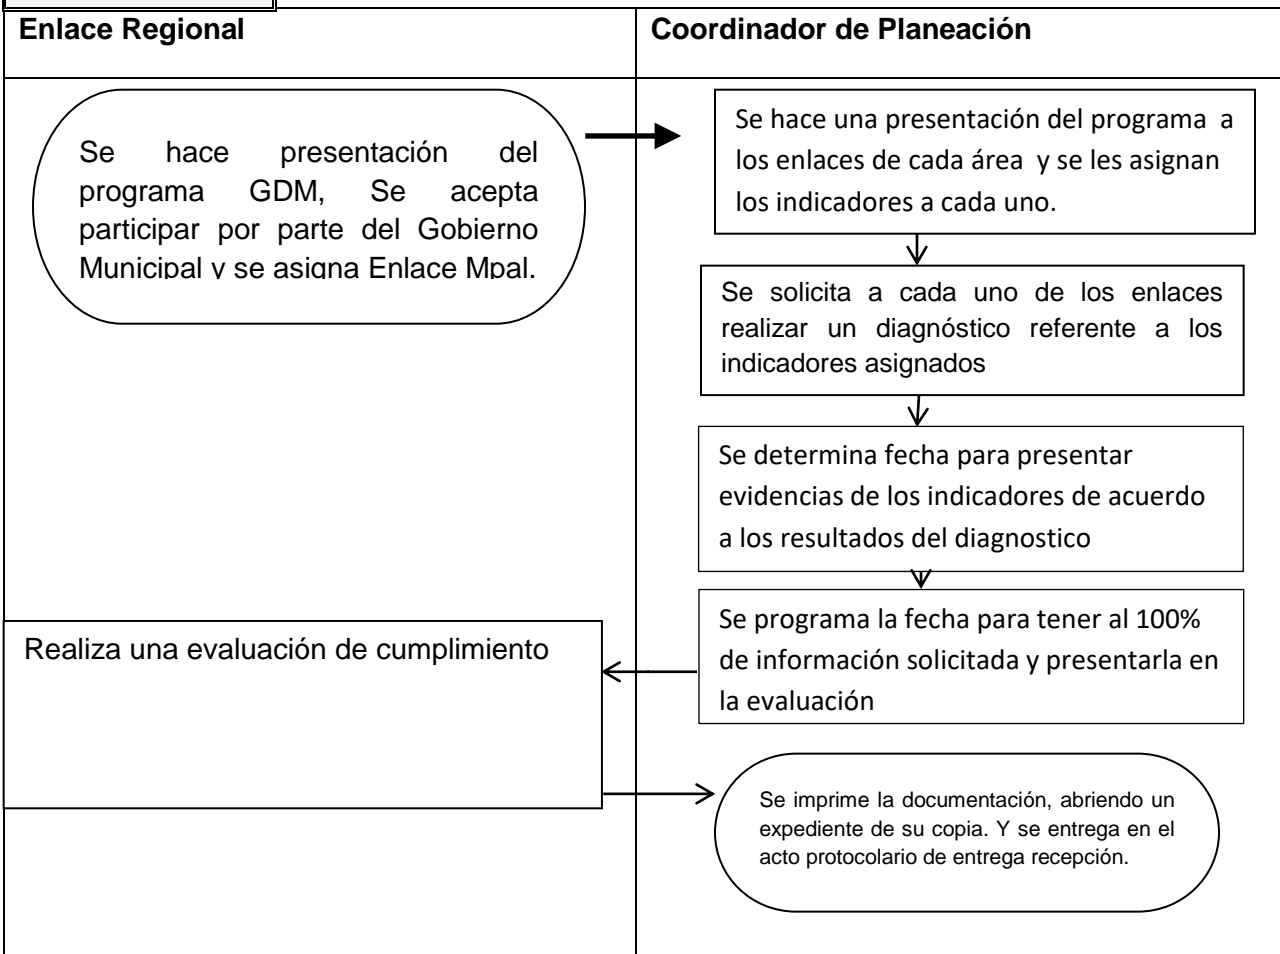 Enlace Regional
Coordinador de Planeación
Se hace presentación del
programa GDM, Se acepta
participar por parte del Gobierno
Municipal y se asigna Enlace Mpal.
Se hace una presentación del programa a
los enlaces de cada área y se les asignan
los indicadores a cada uno.
Se solicita a cada uno de los enlaces
realizar un diagnóstico referente a los
indicadores asignados
Se determina fecha para presentar
evidencias de los indicadores de acuerdo
a los resultados del diagnostico
Se programa la fecha para tener al 100%
de información solicitada y presentarla en
la evaluación
Realiza una evaluación de cumplimiento
Se imprime la documentación, abriendo un
expediente de su copia. Y se entrega en el
acto protocolario de entrega recepción.